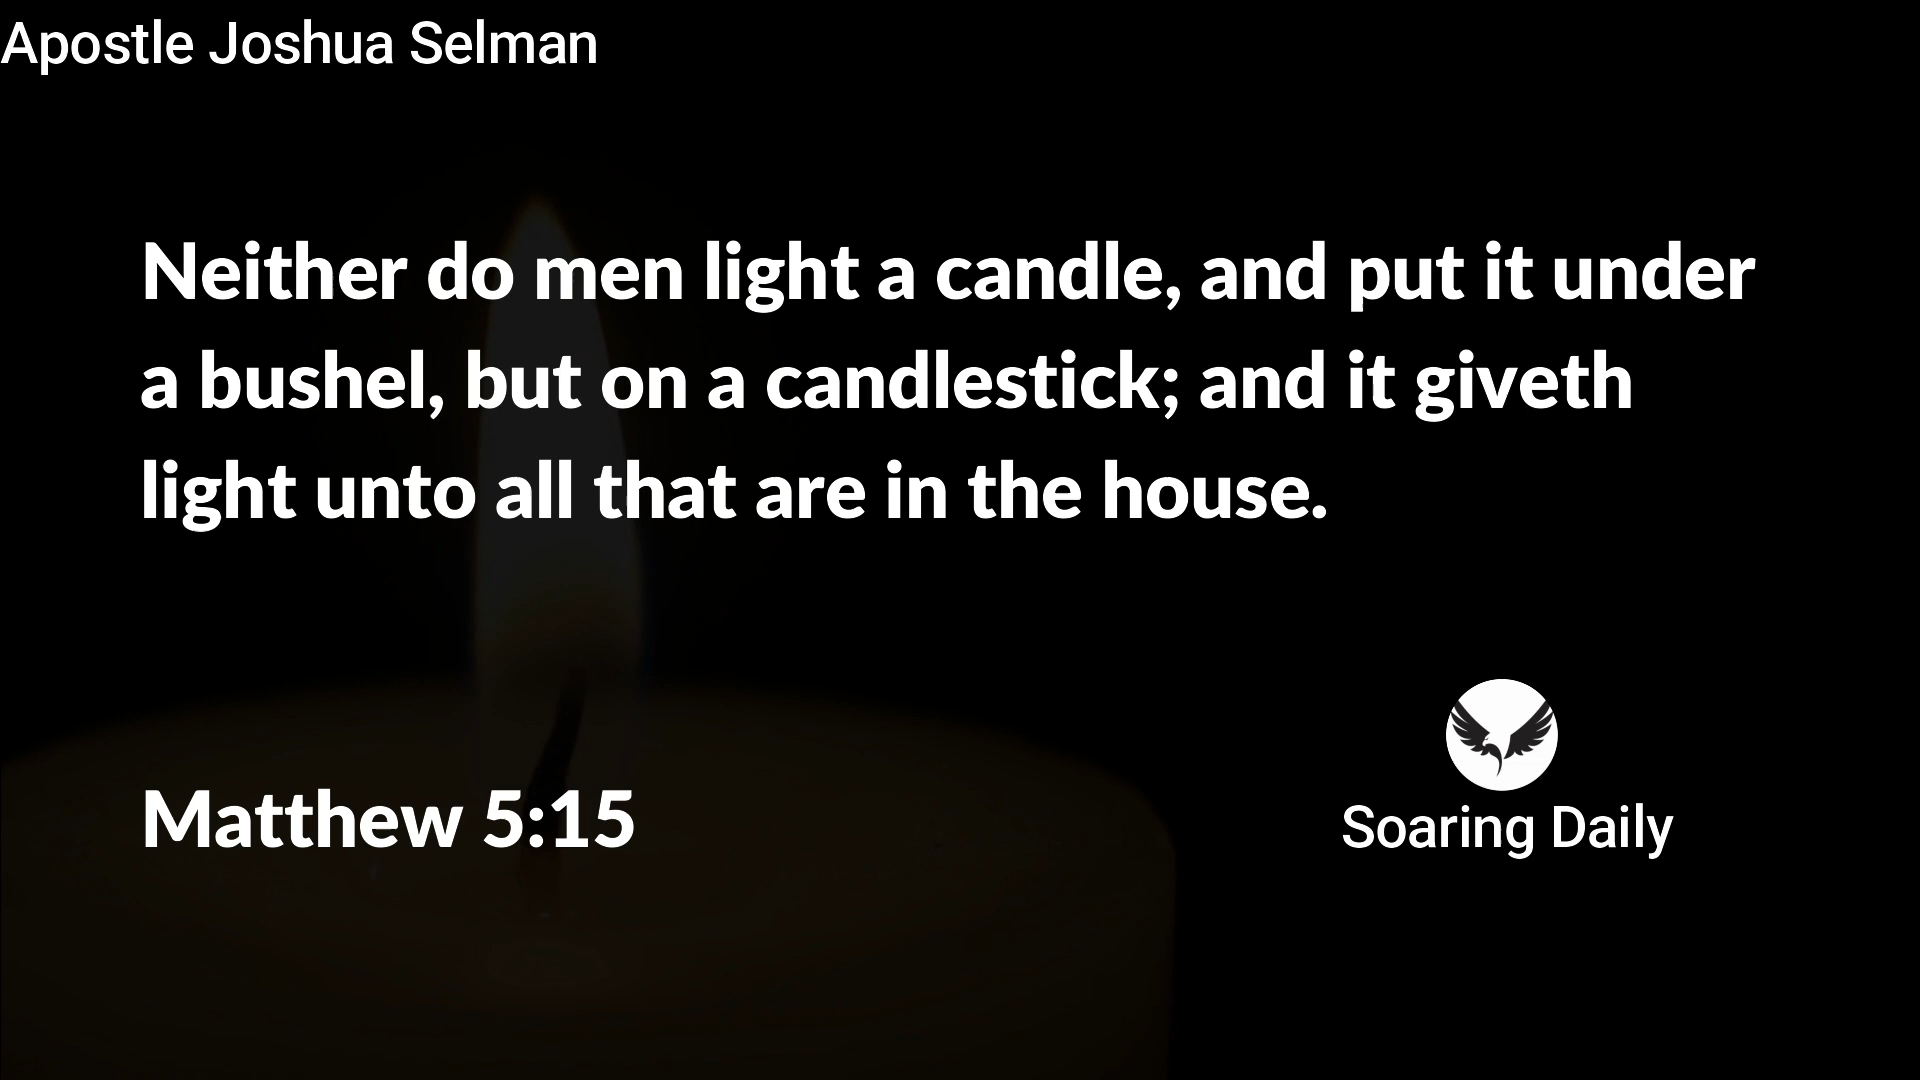 Apostle Joshua Selman
Neither do men light a candle, and put it under
a bushel, but on a candlestick; and it giveth
light unto all that are in the house.
Matthew 5:15
Soaring Daily